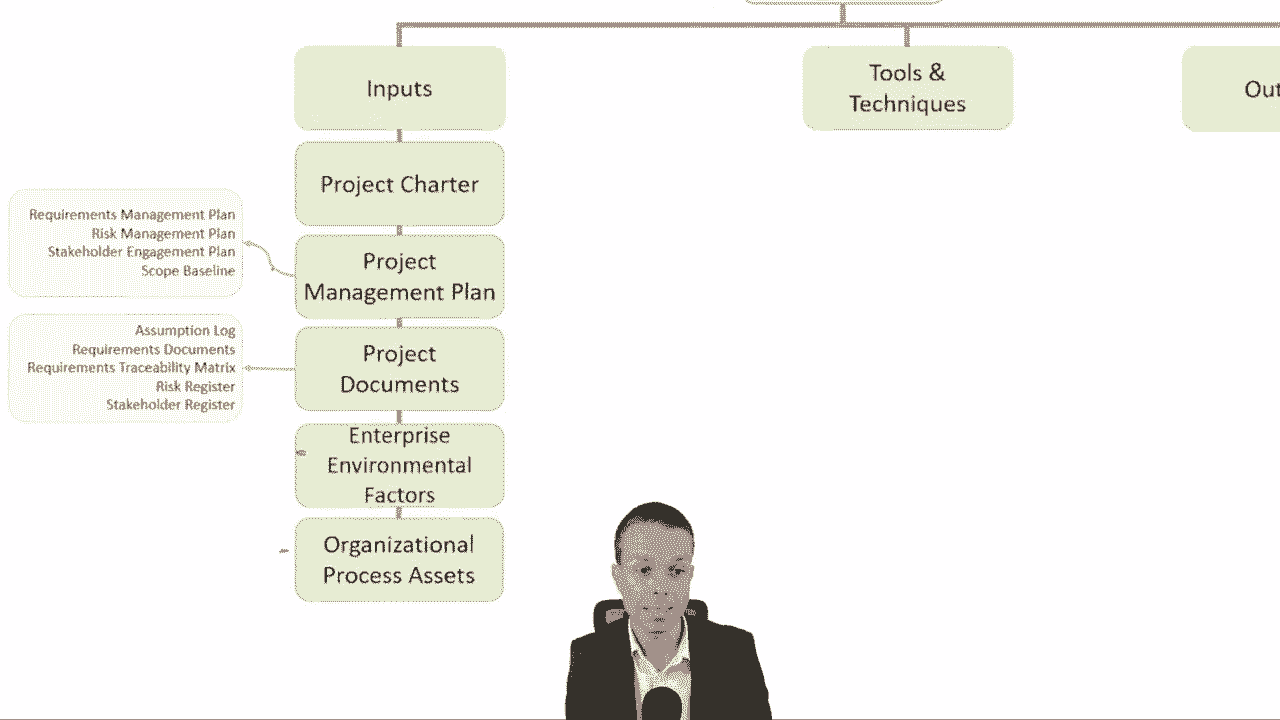 Inputs
Tools &
Techniques
Out
Project Charter
Requirements Management Plan
Risk Management Plan
Stakeholder Engagement Plan
Scope Baseline
Project
Management Plan
Assumption Log
Requirements Documents
Requirements Traceability Matrix
Risk Register
Stakeholder Register
Project
Documents
Enterprise
Environmental
Factors
Organizational
Process Assets